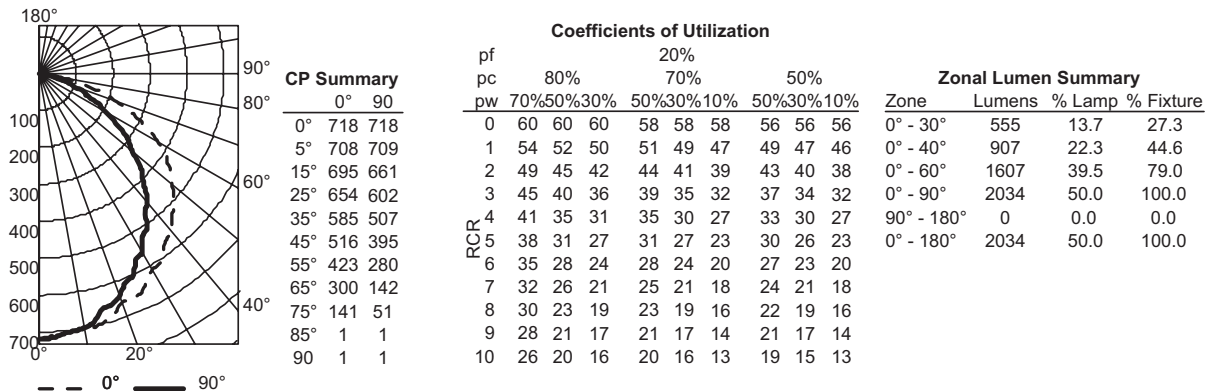 180°
90°
80°
60°
40°
100
200
300
400
500
600
700
0° 20°
0° 90°
CP Summary
0° 90
0° 718 718
5° 708 709
15° 695 661
25° 654 602
35° 585 507
45° 516 395
55° 423 280
65° 300 142
75° 141 51
85° 1 1
90 1 1
Coefficients of Utilization
pf 20%
pc 80% 70% 50%
pw 70%50%30% 50%30%10% 50%30%10%
RCR
0 60 60 60 58 58 58 56 56 56
1 54 52 50 51 49 47 49 47 46
2 49 45 42 44 41 39 43 40 38
3 45 40 36 39 35 32 37 34 32
4 41 35 31 35 30 27 33 30 27
5 38 31 27 31 27 23 30 26 23
6 35 28 24 28 24 20 27 23 20
7 32 26 21 25 21 18 24 21 18
8 30 23 19 23 19 16 22 19 16
9 28 21 17 21 17 14 21 17 14
10 26 20 16 20 16 13 19 15 13
Zonal Lumen Summary
Zone Lumens % Lamp % Fixture
0° - 30° 555 13.7 27.3
0° - 40° 907 22.3 44.6
0° - 60° 1607 39.5 79.0
0° - 90° 2034 50.0 100.0
90° - 180° 0 0.0 0.0
0° - 180° 2034 50.0 100.0